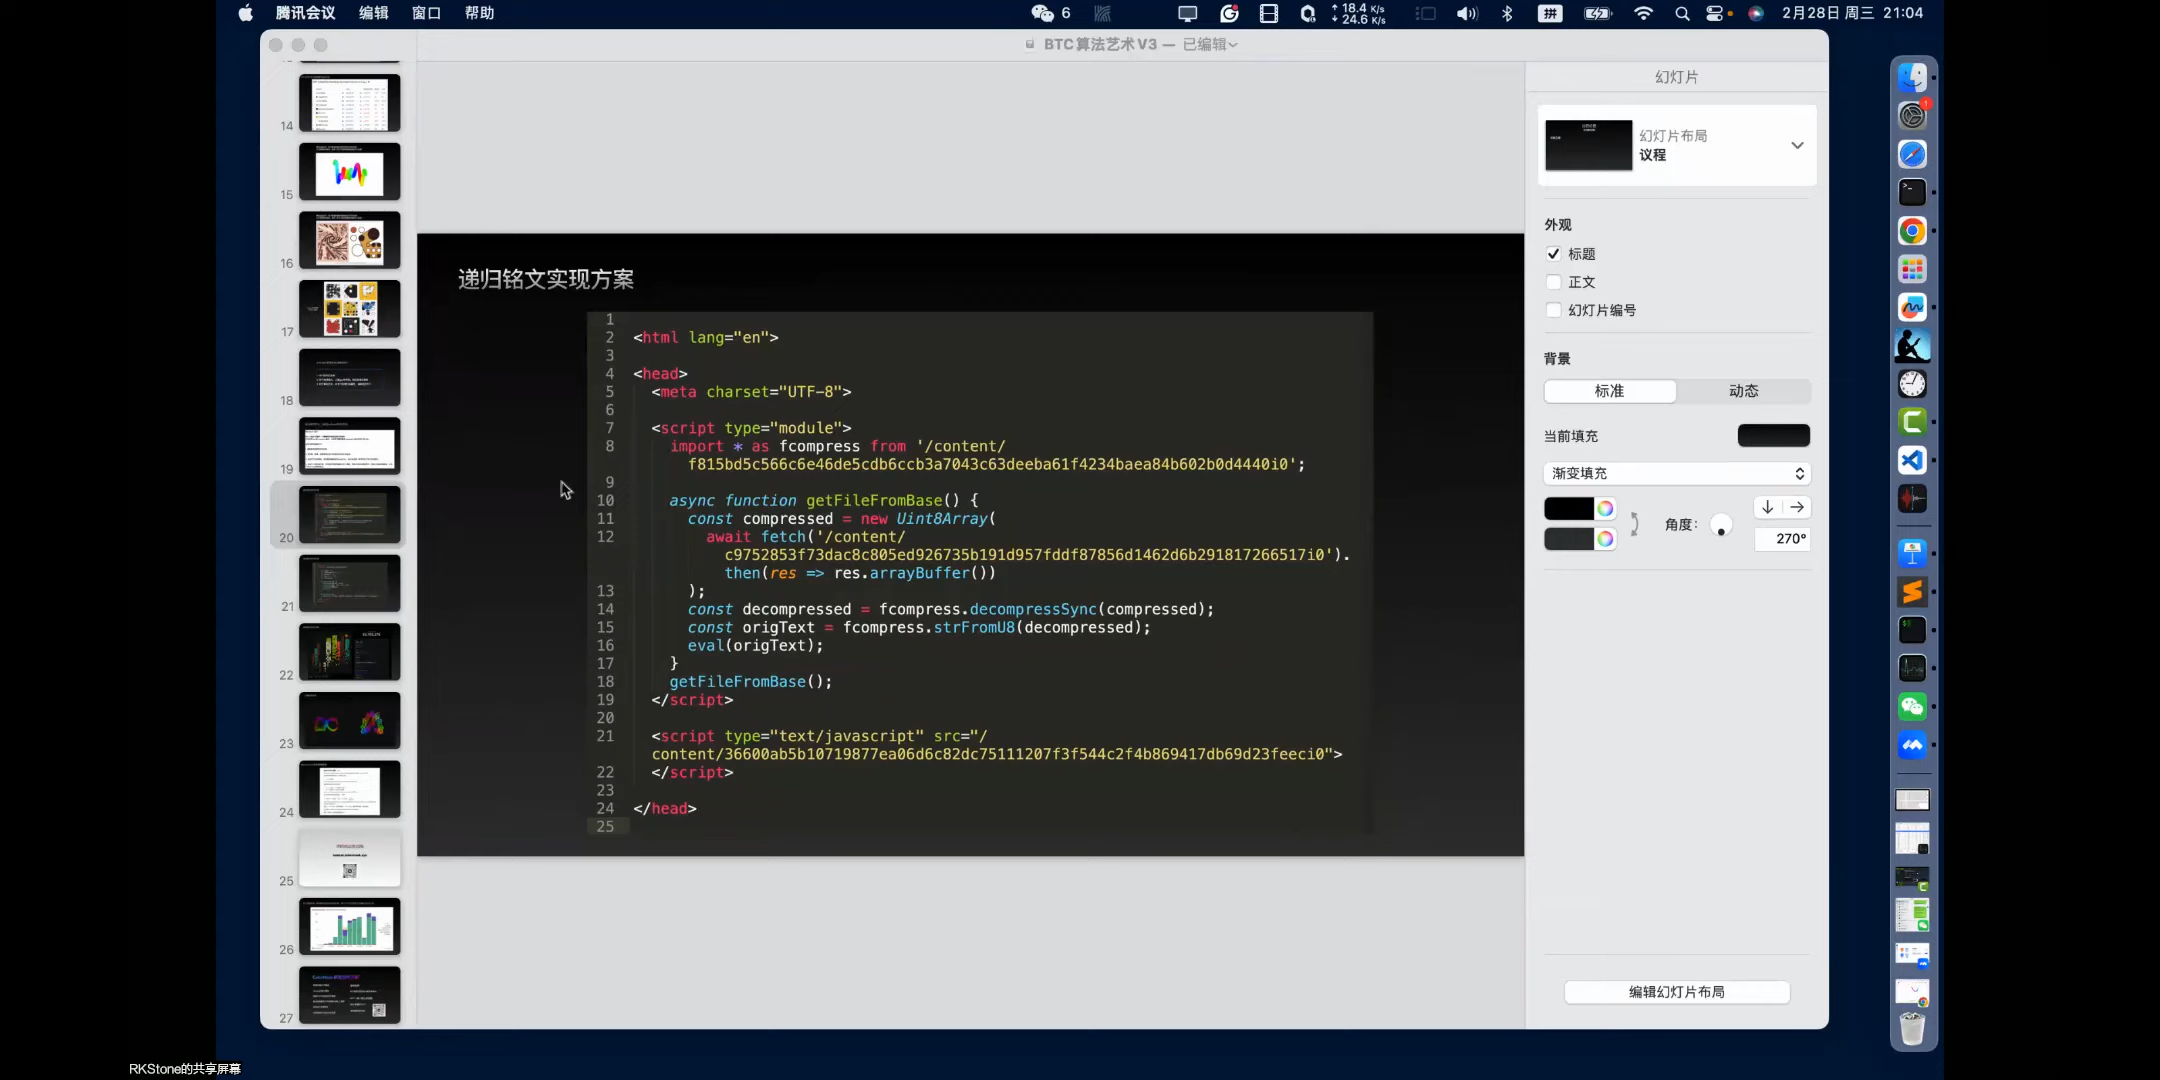 腾讯会议 编辑 窗口 帮助
6
18.4 K/s
24.6 K/s
拼
2月28日 周三 21:04
BTC算法艺术V3 — 已编辑
14
15
16
17
18
19
20
21
22
23
24
25
26
27
递归铭文实现方案
1
2 <html lang="en">
3
4 <head>
5 <meta charset="UTF-8">
6
7 <script type="module">
8 import * as fcompress from '/content/
f815bd5c566c6e46de5cdb6ccb3a7043c63deeba61f4234baea84b602b0d4440i0';
9
10 async function getFileFromBase() {
11 const compressed = new Uint8Array(
12 await fetch('/content/
c9752853f73dac8c805ed926735b191d957fddf87856d1462d6b291817266517i0').
then(res => res.arrayBuffer())
13 );
14 const decompressed = fcompress.decompressSync(compressed);
15 const origText = fcompress.strFromU8(decompressed);
16 eval(origText);
17 }
18 getFileFromBase();
19 </script>
20
21 <script type="text/javascript" src="/
content/36600ab5b10719877ea06d6c82dc75111207f3f544c2f4b869417db69d23feeci0">
22 </script>
23
24 </head>
25
幻灯片
幻灯片布局
议程
外观
标题
正文
幻灯片编号
背景
标准 动态
当前填充
渐变填充
角度:
270°
编辑幻灯片布局
RKStone的共享屏幕